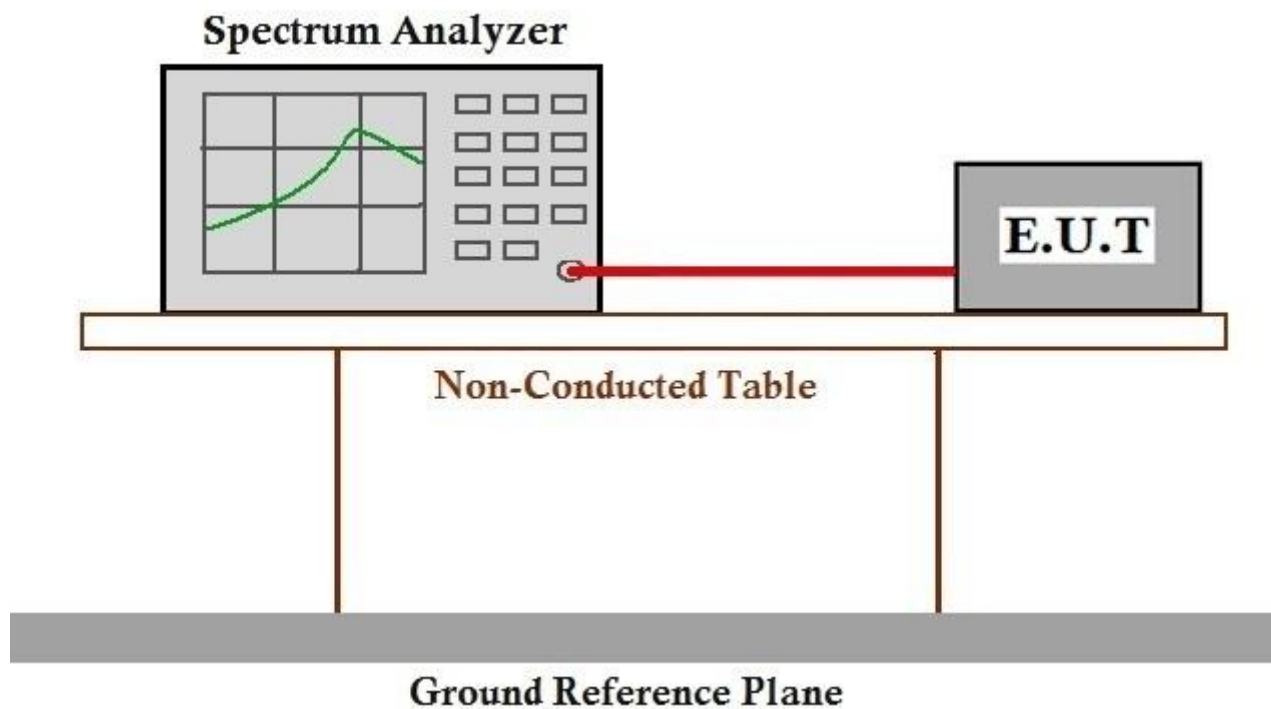 Spectrum Analyzer
E.U.T
Non-Conducted Table
Ground Reference Plane